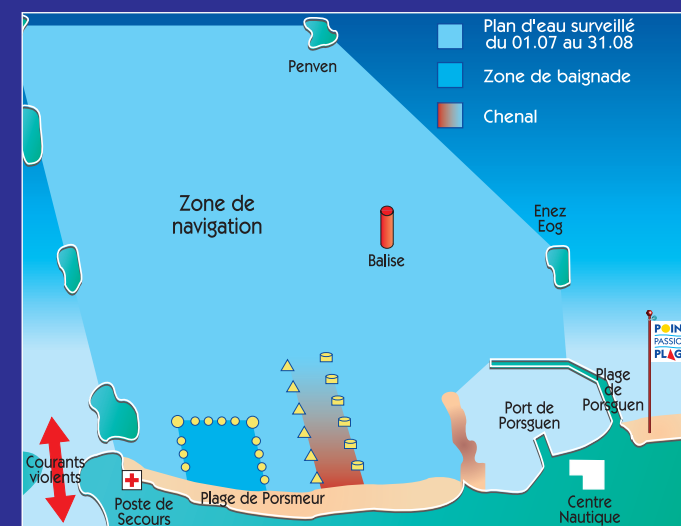 Plan d'eau surveillé
du 01.07 au 31.08
Penven
Zone de baignade
Chenal
Zone de
navigation
Enez
Eog
Balise
PASSION
Plage
de
Porsguen
Port de
Porsguen
Courants
violents
Plage de Porsmeur
Poste de
Secours
Centre
Nautique